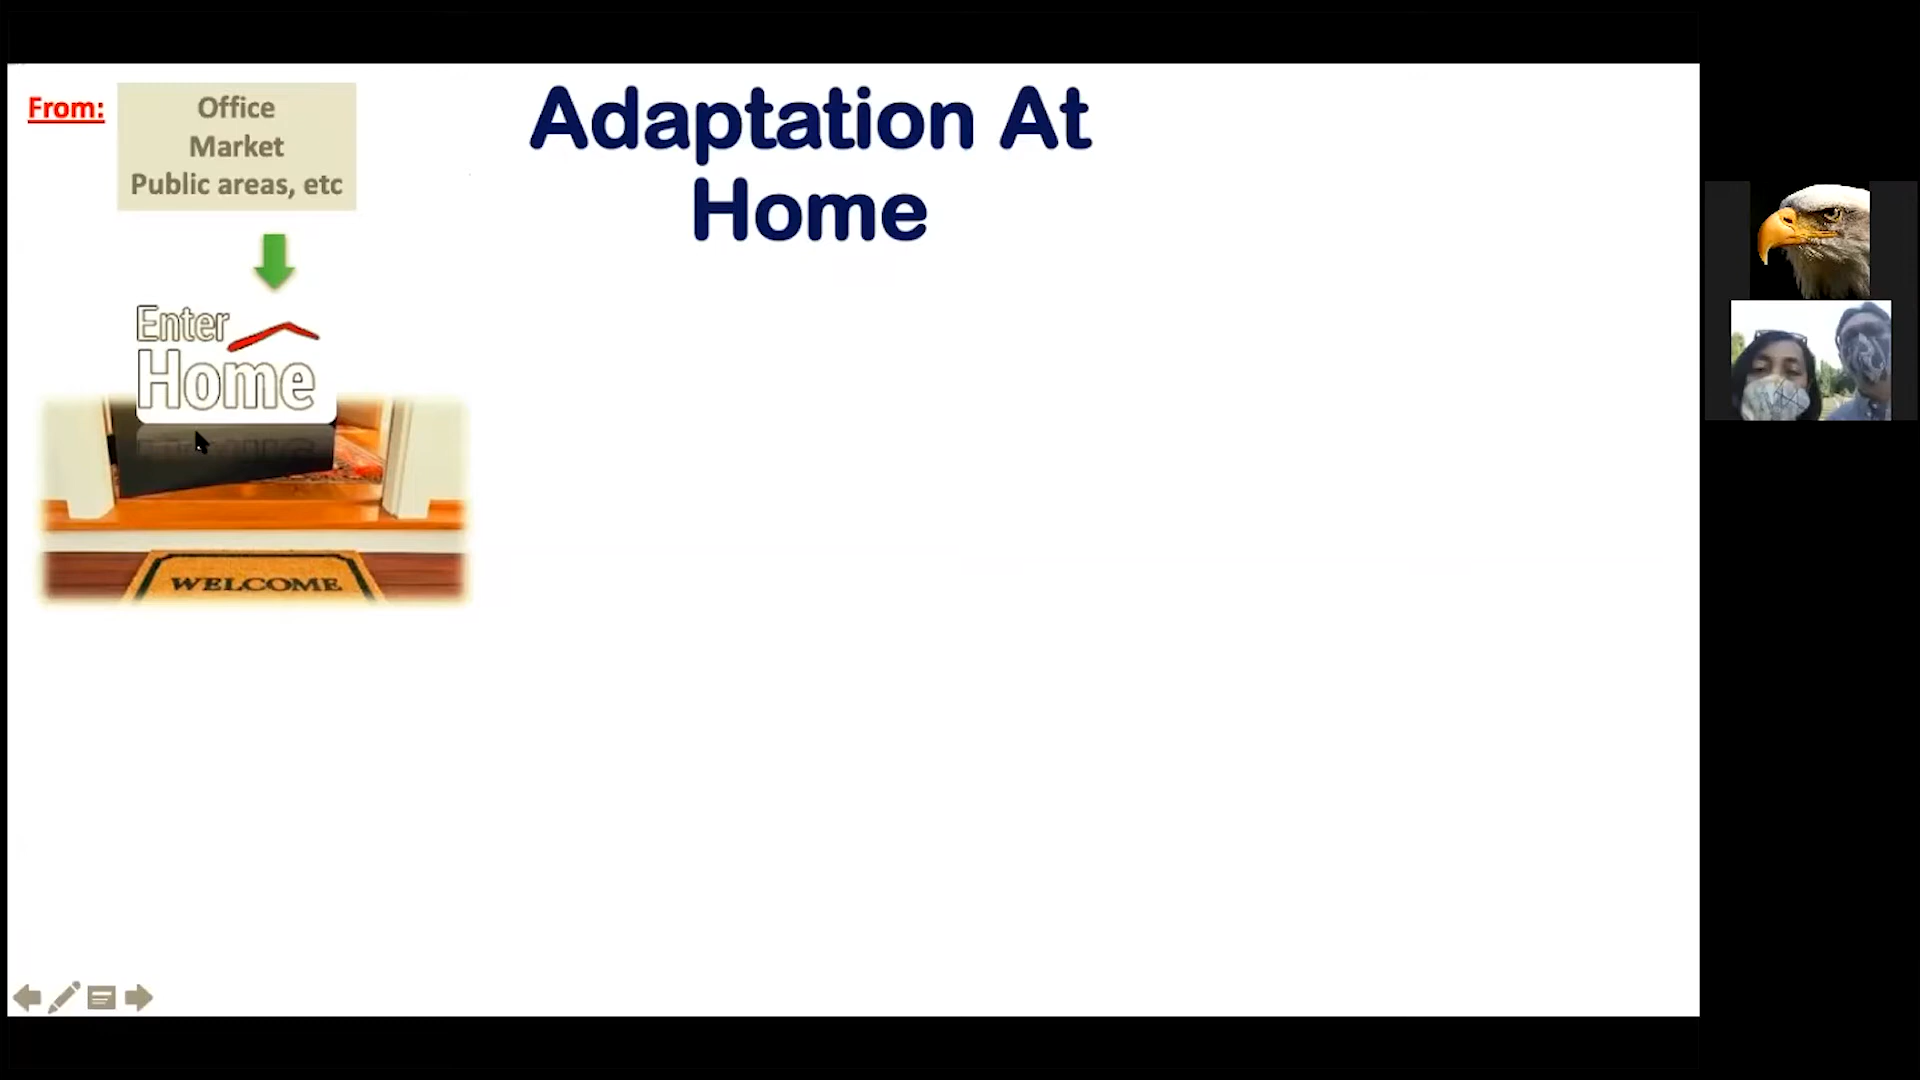 From:
Office
Market
Public areas, etc
Adaptation At
Home
Enter
Home
WELCOME